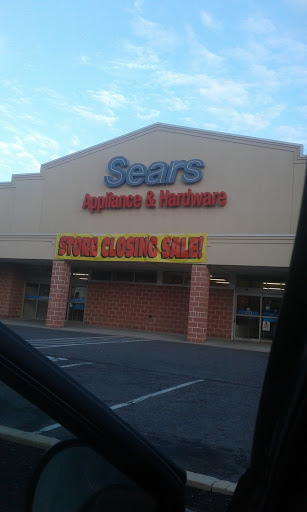 Sears
Appliance & Hardware
STORE CLOSING SALE!